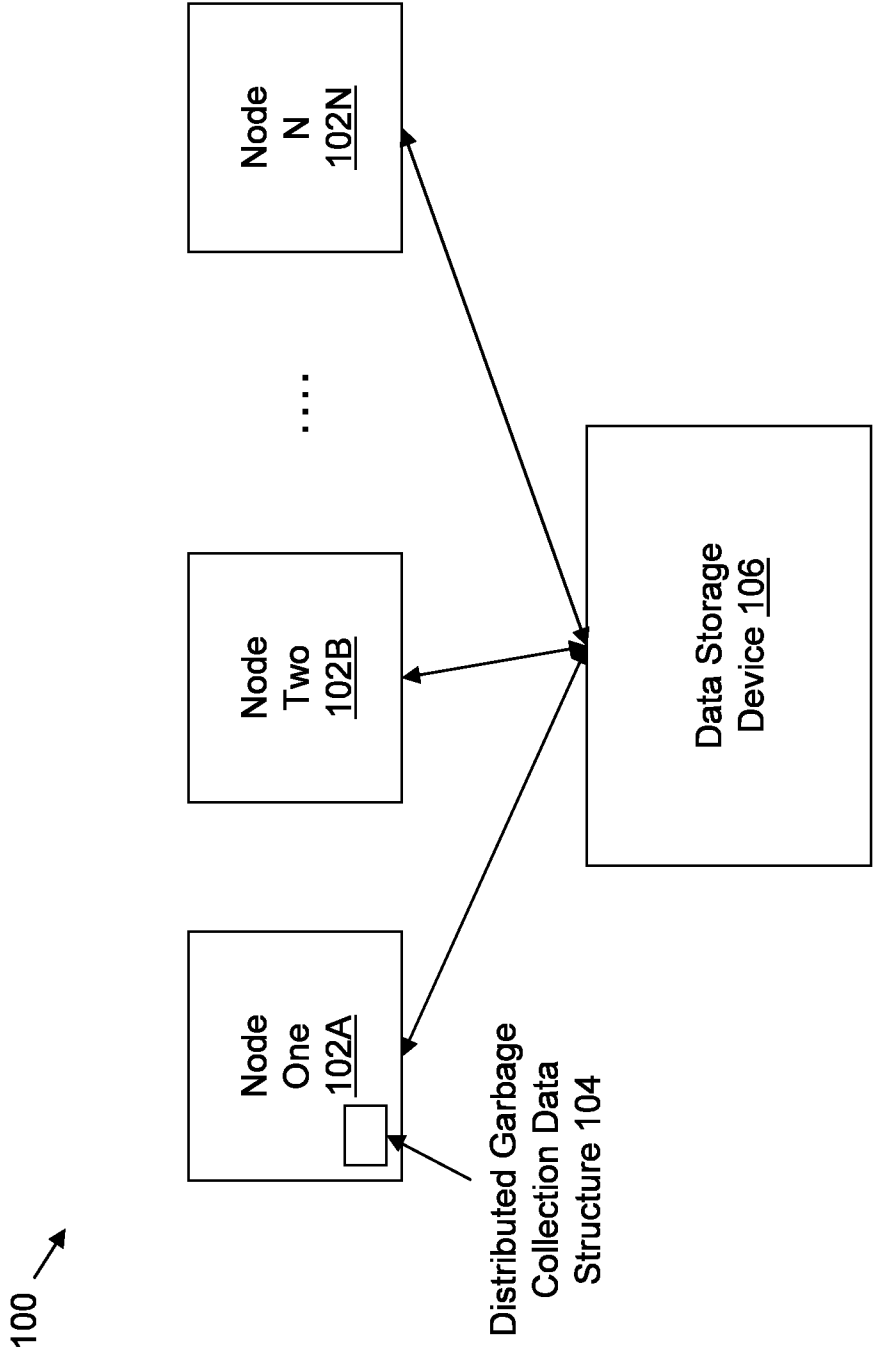 100
Node
One
102A
Node
Two
102B
....
Node
N
102N
Distributed Garbage
Collection Data
Structure 104
Data Storage
Device 106